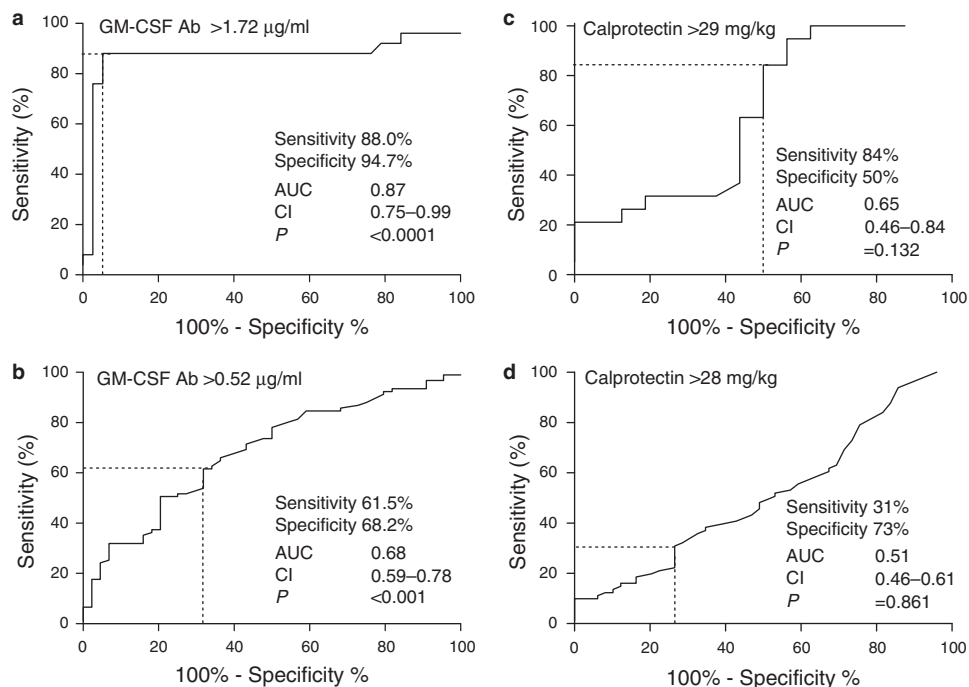 a
GM-CSF Ab >1.72 μg/ml
100
80
60
40
20
0
Sensitivity (%)
Sensitivity 88.0%
Specificity 94.7%
AUC 0.87
CI 0.75–0.99
P <0.0001
0 20 40 60 80 100
100% - Specificity %
c
Calprotectin >29 mg/kg
100
80
60
40
20
0
Sensitivity (%)
Sensitivity 84%
Specificity 50%
AUC 0.65
CI 0.46–0.84
P =0.132
0 20 40 60 80 100
100% - Specificity %
b
GM-CSF Ab >0.52 μg/ml
100
80
60
40
20
0
Sensitivity (%)
Sensitivity 61.5%
Specificity 68.2%
AUC 0.68
CI 0.59–0.78
P <0.001
0 20 40 60 80 100
100% - Specificity %
d
Calprotectin >28 mg/kg
100
80
60
40
20
0
Sensitivity (%)
Sensitivity 31%
Specificity 73%
AUC 0.51
CI 0.46–0.61
P =0.861
0 20 40 60 80 100
100% - Specificity %